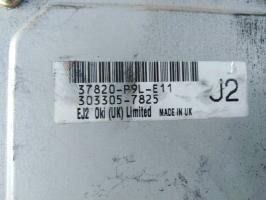 37820-P9L-E11
303305-7825
J2
EJ2 Oki (UK) Limited MADE IN UK